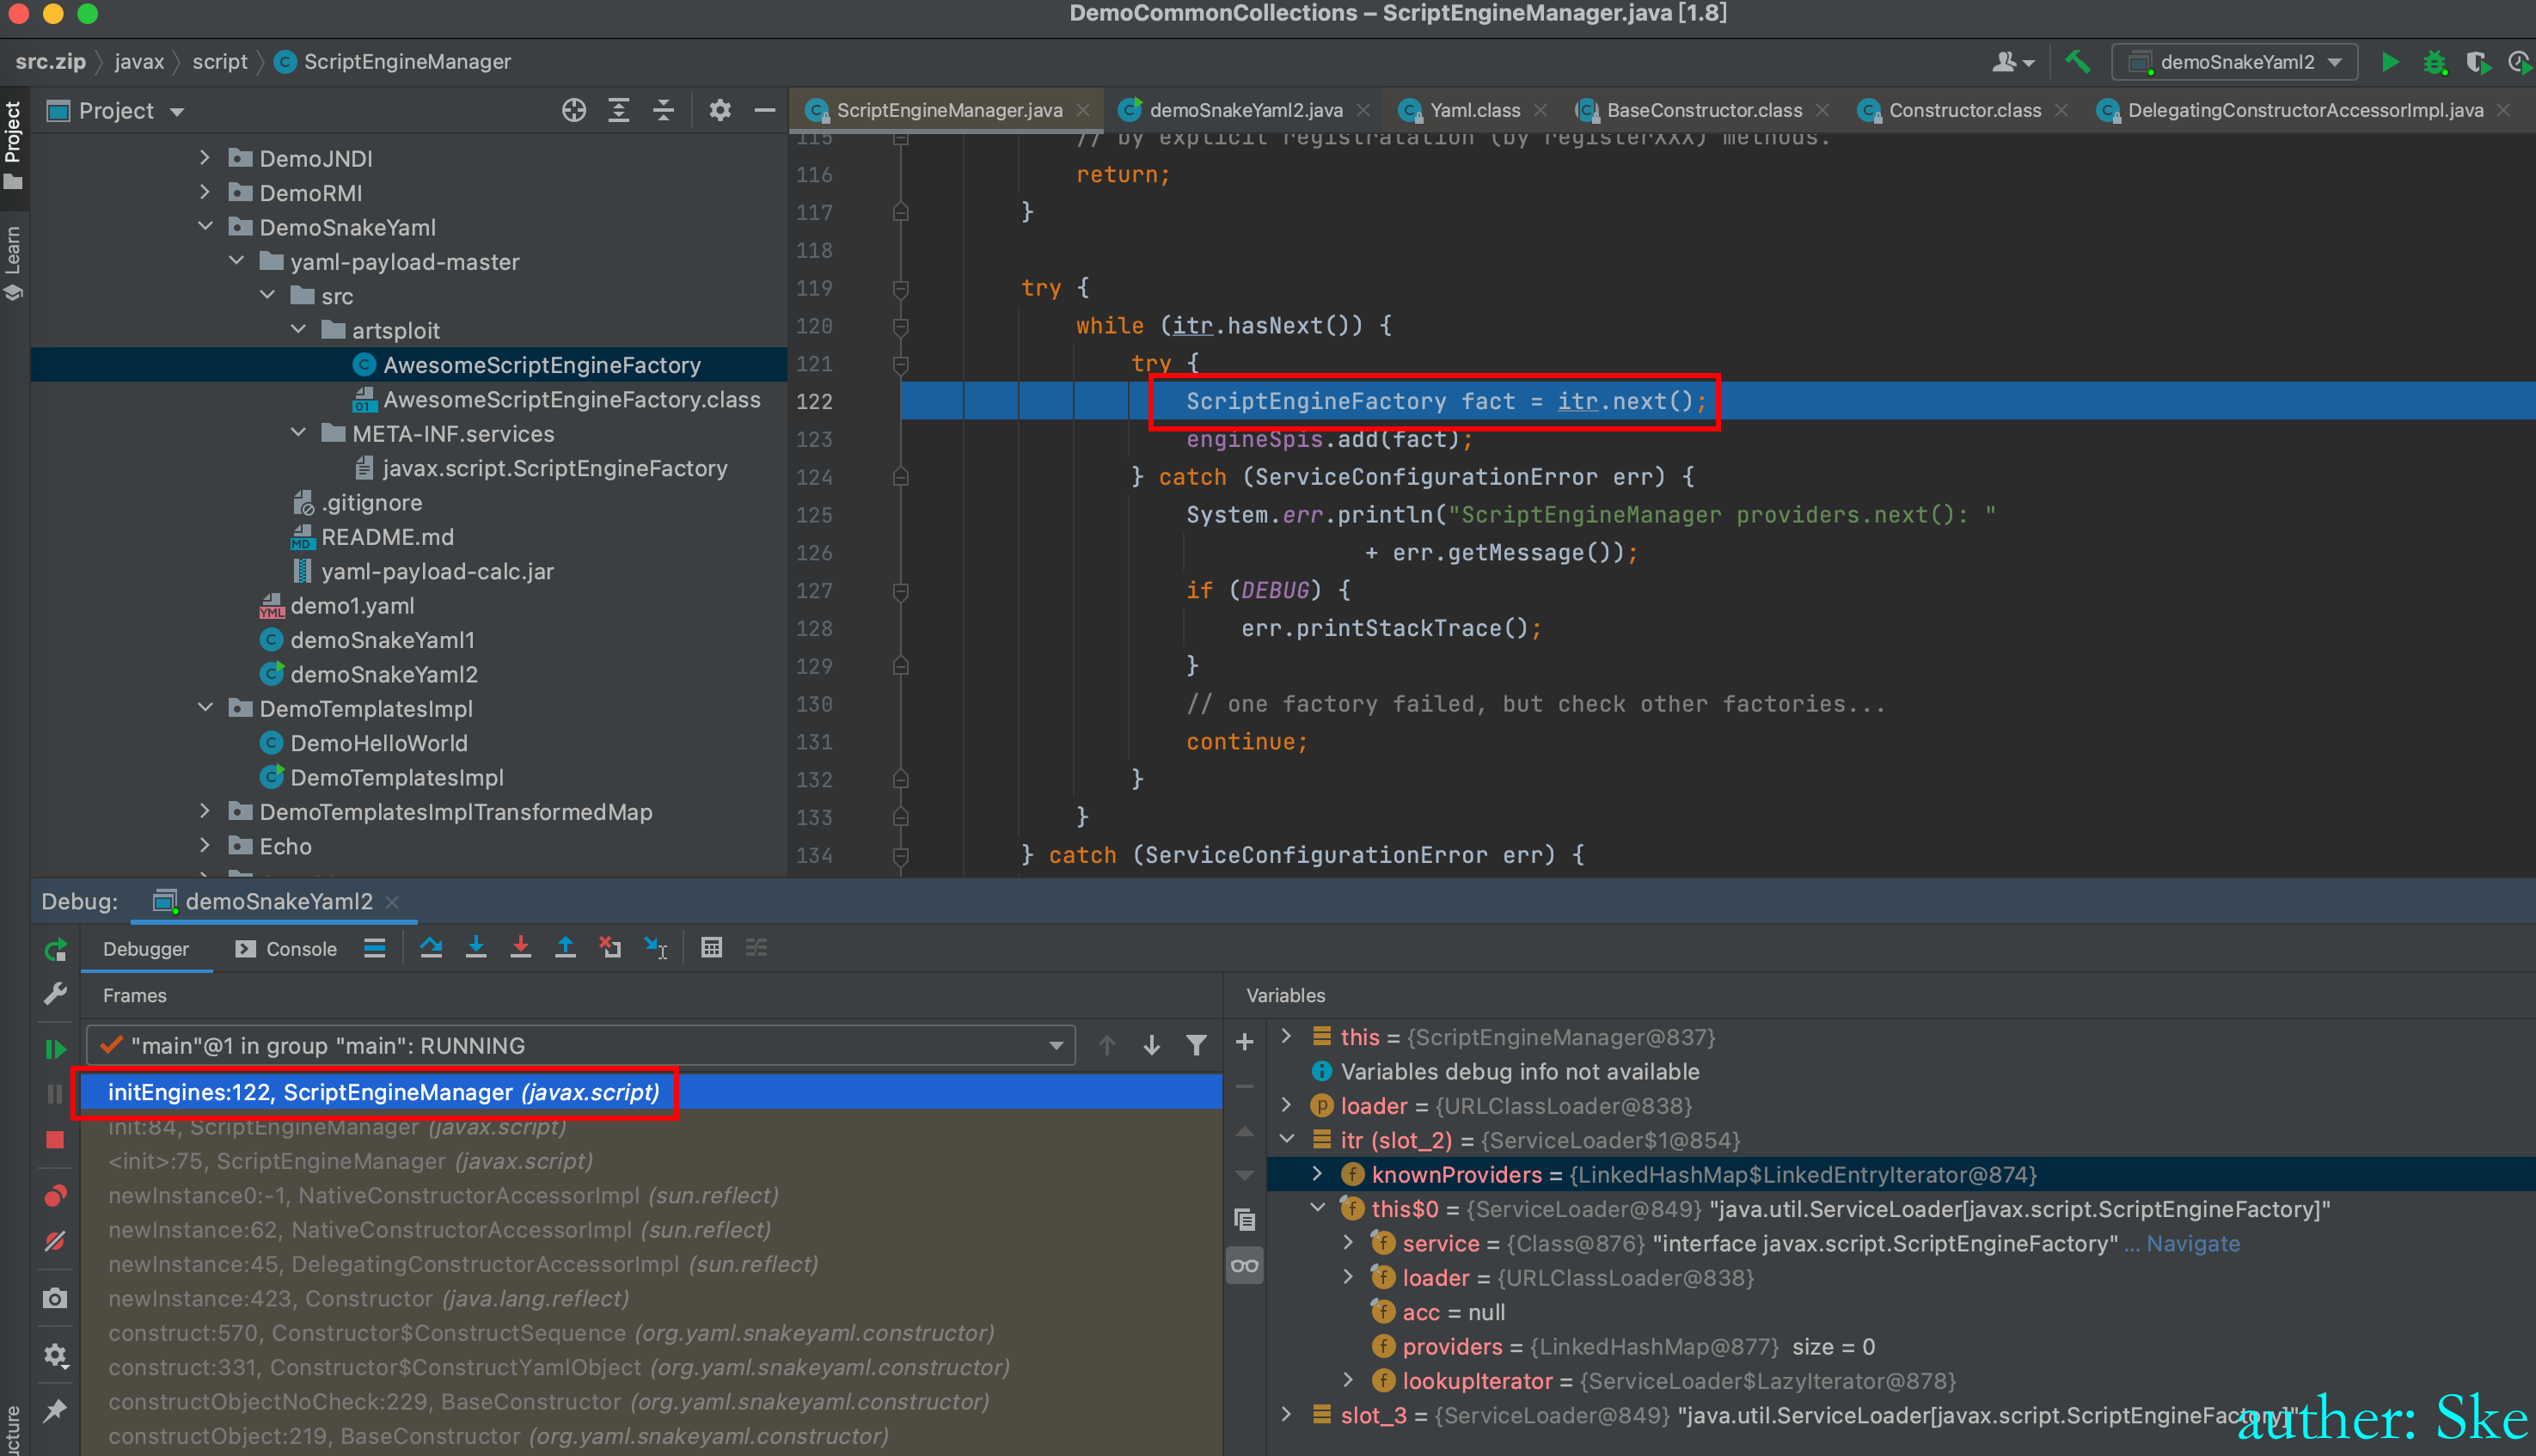 DemoCommonCollections – ScriptEngineManager.java [1.8]
src.zip javax script ScriptEngineManager
demoSnakeYaml2
Project
ScriptEngineManager.java
demoSnakeYaml2.java
Yaml.class
BaseConstructor.class
Constructor.class
DelegatingConstructorAccessorImpl.java
Project
Learn
DemoJNDI
DemoRMI
DemoSnakeYaml
yaml-payload-master
src
artsploit
AwesomeScriptEngineFactory
AwesomeScriptEngineFactory.class
META-INF.services
javax.script.ScriptEngineFactory
.gitignore
README.md
yaml-payload-calc.jar
demo1.yaml
demoSnakeYaml1
demoSnakeYaml2
DemoTemplatesImpl
DemoHelloWorld
DemoTemplatesImpl
DemoTemplatesImplTransformedMap
Echo
115 // by explicit registratation (by registerXXX) methods.
116 return;
117 }
118
119 try {
120 while (itr.hasNext()) {
121 try {
122 ScriptEngineFactory fact = itr.next();
123 engineSpis.add(fact);
124 } catch (ServiceConfigurationError err) {
125 System.err.println("ScriptEngineManager providers.next(): "
126 + err.getMessage());
127 if (DEBUG) {
128 err.printStackTrace();
129 }
130 // one factory failed, but check other factories...
131 continue;
132 }
133 }
134 } catch (ServiceConfigurationError err) {
Debug: demoSnakeYaml2
Debugger Console
Frames
"main"@1 in group "main": RUNNING
initEngines:122, ScriptEngineManager (javax.script)
init:84, ScriptEngineManager (javax.script)
<init>:75, ScriptEngineManager (javax.script)
newInstance0:-1, NativeConstructorAccessorImpl (sun.reflect)
newInstance:62, NativeConstructorAccessorImpl (sun.reflect)
newInstance:45, DelegatingConstructorAccessorImpl (sun.reflect)
newInstance:423, Constructor (java.lang.reflect)
construct:570, Constructor$ConstructSequence (org.yaml.snakeyaml.constructor)
construct:331, Constructor$ConstructYamlObject (org.yaml.snakeyaml.constructor)
constructObjectNoCheck:229, BaseConstructor (org.yaml.snakeyaml.constructor)
constructObject:219, BaseConstructor (org.yaml.snakeyaml.constructor)
Variables
this = {ScriptEngineManager@837}
Variables debug info not available
loader = {URLClassLoader@838}
itr (slot_2) = {ServiceLoader$1@854}
knownProviders = {LinkedHashMap$LinkedEntryIterator@874}
this$0 = {ServiceLoader@849} "java.util.ServiceLoader[javax.script.ScriptEngineFactory]"
service = {Class@876} "interface javax.script.ScriptEngineFactory" ... Navigate
loader = {URLClassLoader@838}
acc = null
providers = {LinkedHashMap@877} size = 0
lookupIterator = {ServiceLoader$LazyIterator@878}
slot_3 = {ServiceLoader@849} "java.util.ServiceLoader[javax.script.ScriptEngineFactory]"
auther: Ske